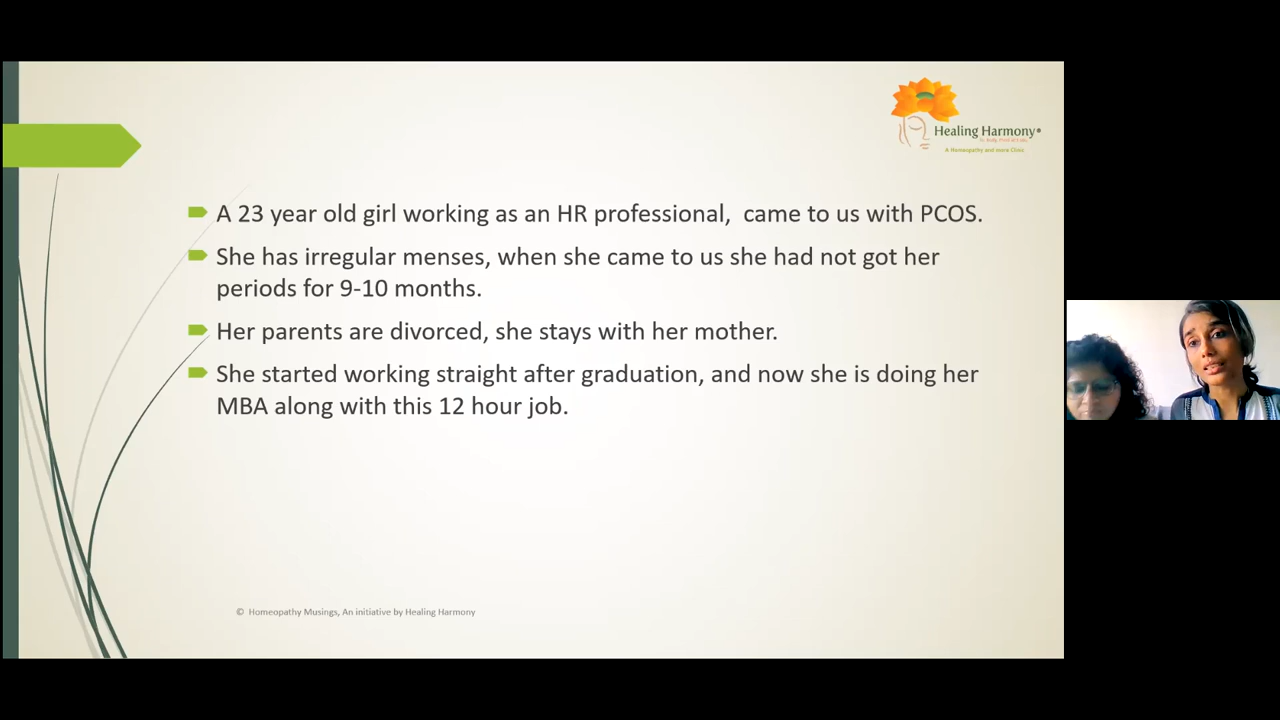 Healing Harmony®
A Homeopathy and more Clinic
A 23 year old girl working as an HR professional, came to us with PCOS.
She has irregular menses, when she came to us she had not got her
periods for 9-10 months.
Her parents are divorced, she stays with her mother.
She started working straight after graduation, and now she is doing her
MBA along with this 12 hour job.
© Homeopathy Musings, An initiative by Healing Harmony